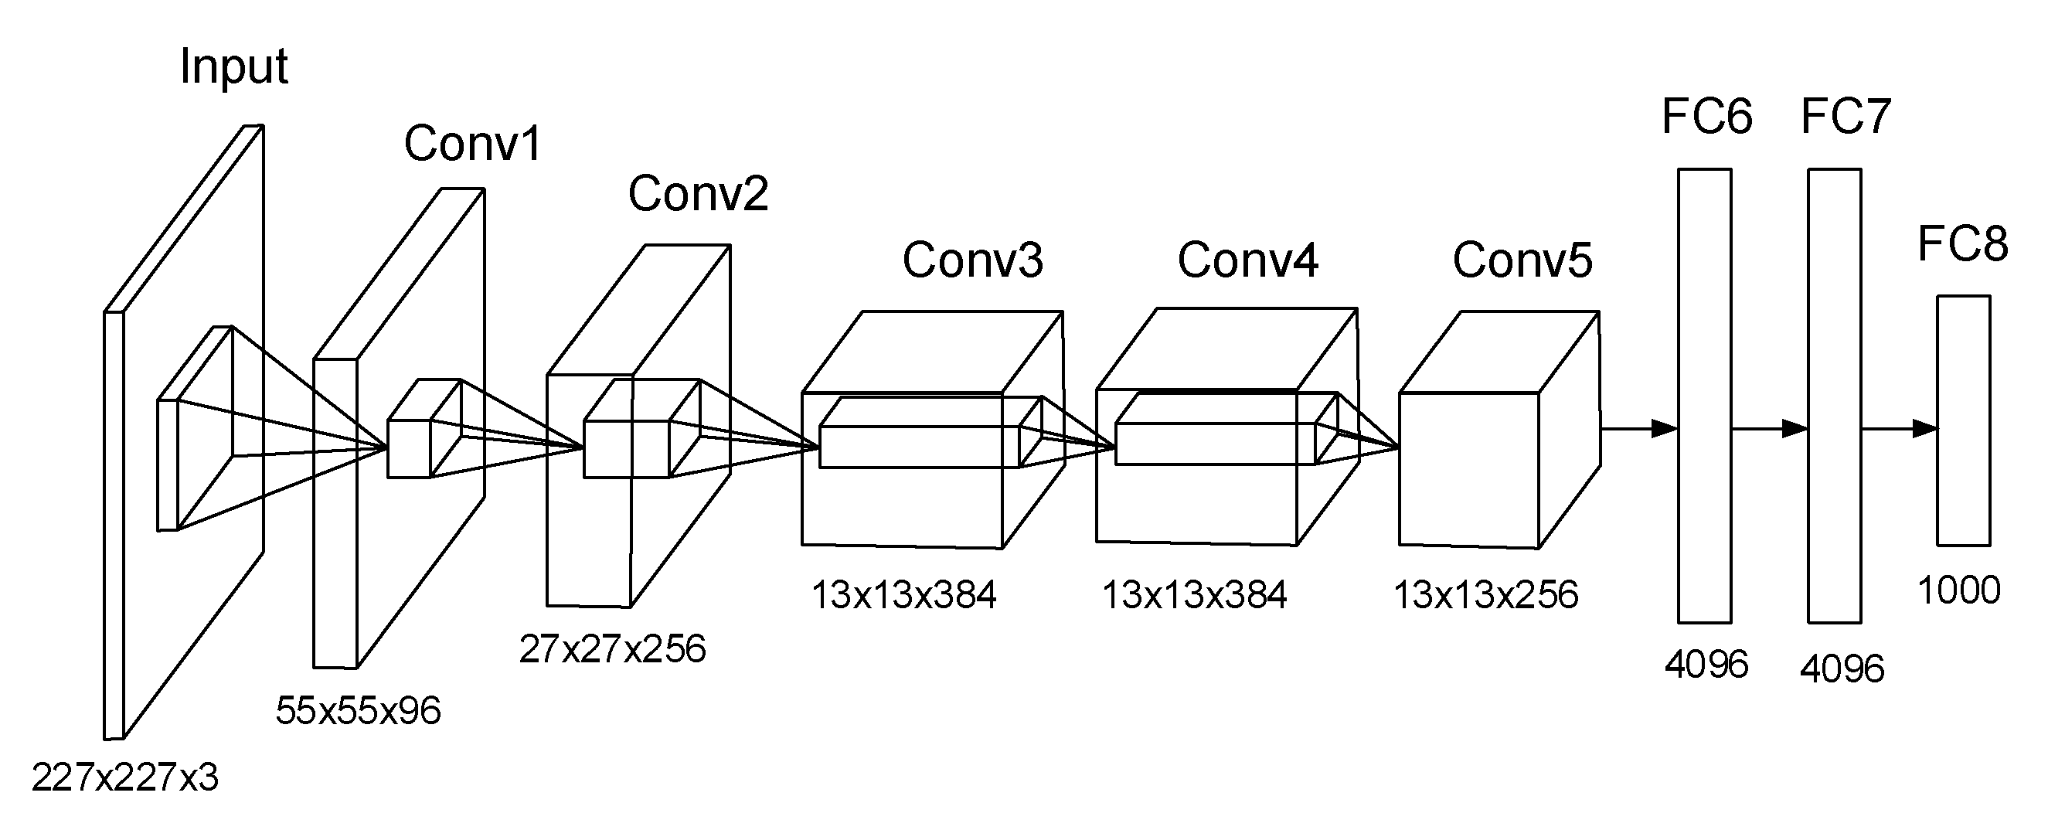 Input
227x227x3
Conv1
55x55x96
Conv2
27x27x256
Conv3
13x13x384
Conv4
13x13x384
Conv5
13x13x256
FC6
4096
FC7
4096
FC8
1000